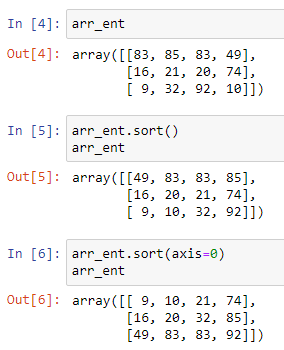 In [4]: arr_ent
Out[4]: array([[83, 85, 83, 49],
[16, 21, 20, 74],
[ 9, 32, 92, 10]])
In [5]: arr_ent.sort()
arr_ent
Out[5]: array([[49, 83, 83, 85],
[16, 20, 21, 74],
[ 9, 10, 32, 92]])
In [6]: arr_ent.sort(axis=0)
arr_ent
Out[6]: array([[ 9, 10, 21, 74],
[16, 20, 32, 85],
[49, 83, 83, 92]])